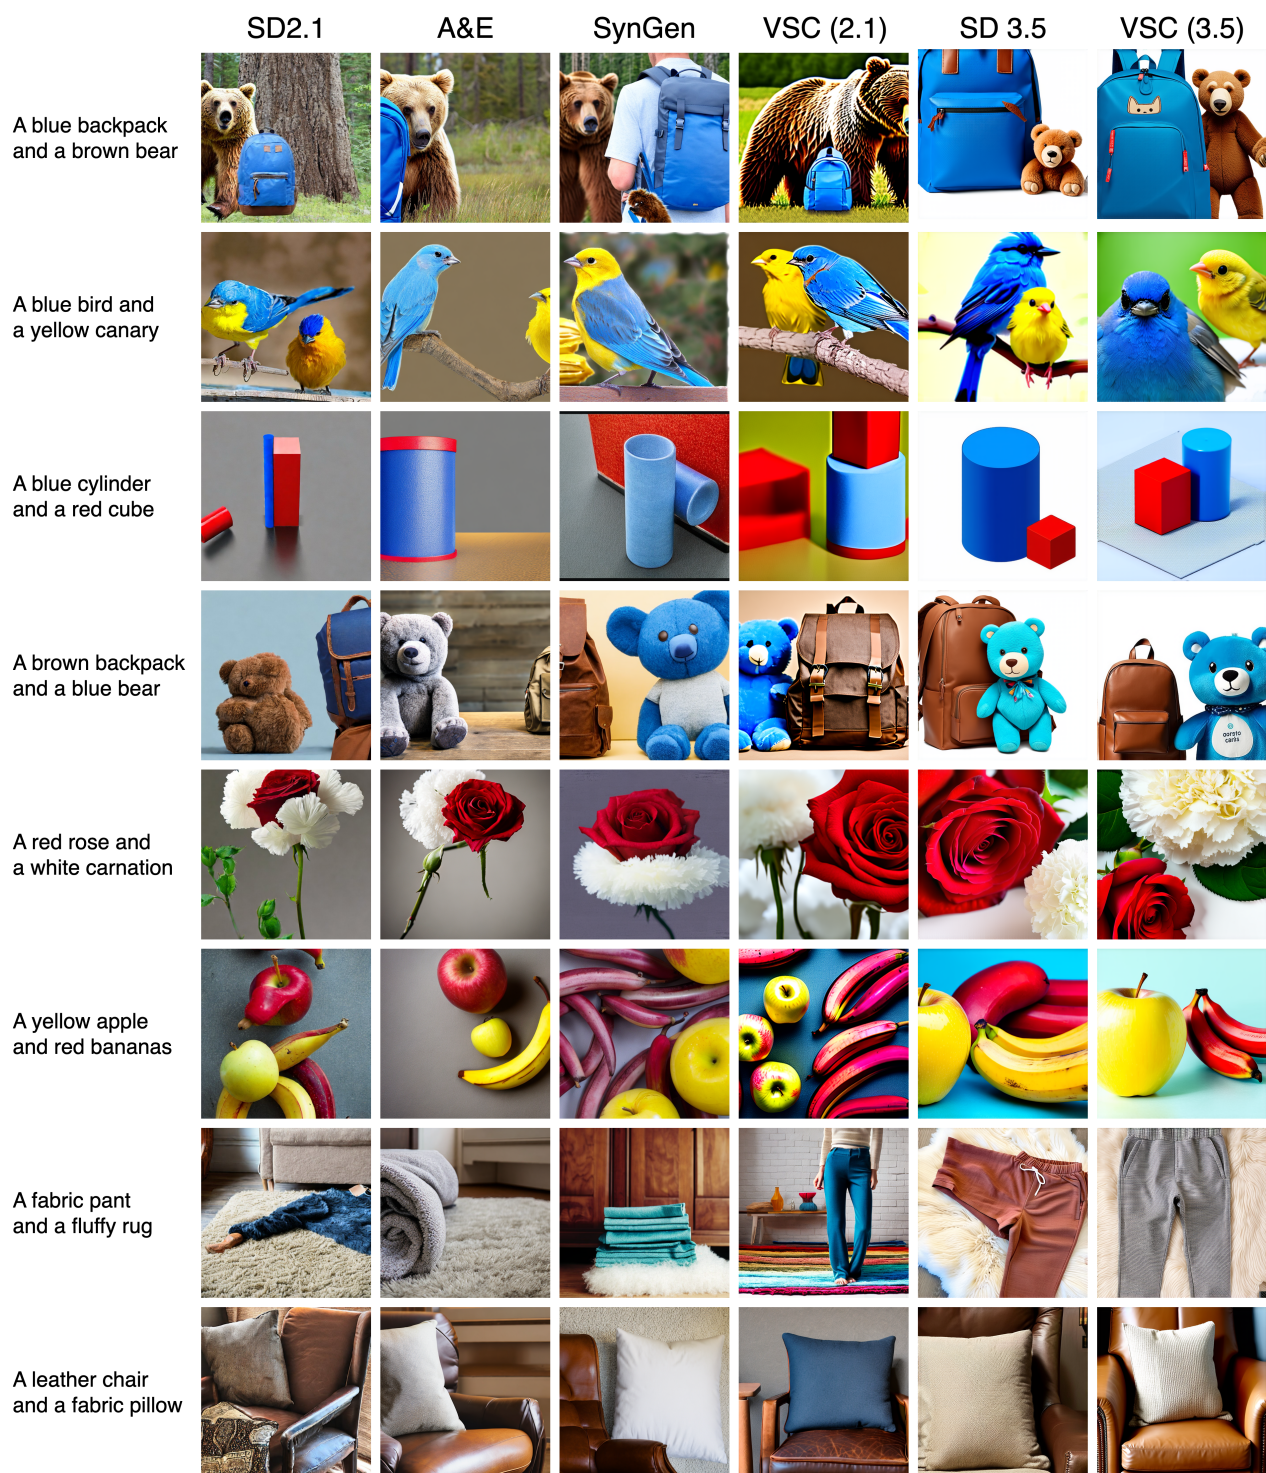 SD2.1 A&E SynGen VSC (2.1) SD 3.5 VSC (3.5)
A blue backpack
and a brown bear
A blue bird and
a yellow canary
A blue cylinder
and a red cube
A brown backpack
and a blue bear
A red rose and
a white carnation
A yellow apple
and red bananas
A fabric pant
and a fluffy rug
A leather chair
and a fabric pillow